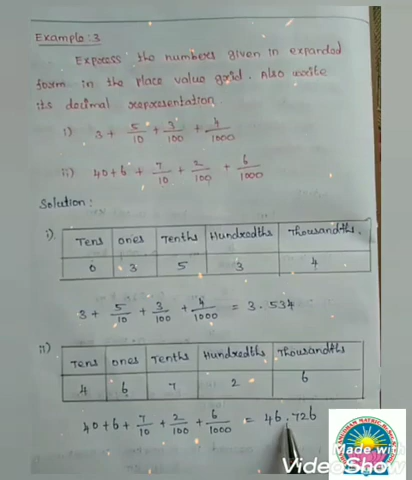 Example: 3
Express the numbers given in expanded
form in the place value grid. Also write
its decimal representation.
i) 3 + 5/10 + 3/100 + 4/1000
ii) 40 + 6 + 7/10 + 2/100 + 6/1000
Solution:
i) Tens Ones Tenths Hundredths Thousandths.
0 3 5 3 4
3 + 5/10 + 3/100 + 4/1000 = 3.534
ii) Tens Ones Tenths Hundredths Thousandths
4 6 7 2 6
40 + 6 + 7/10 + 2/100 + 6/1000 = 46.726
Made with
VideoShow